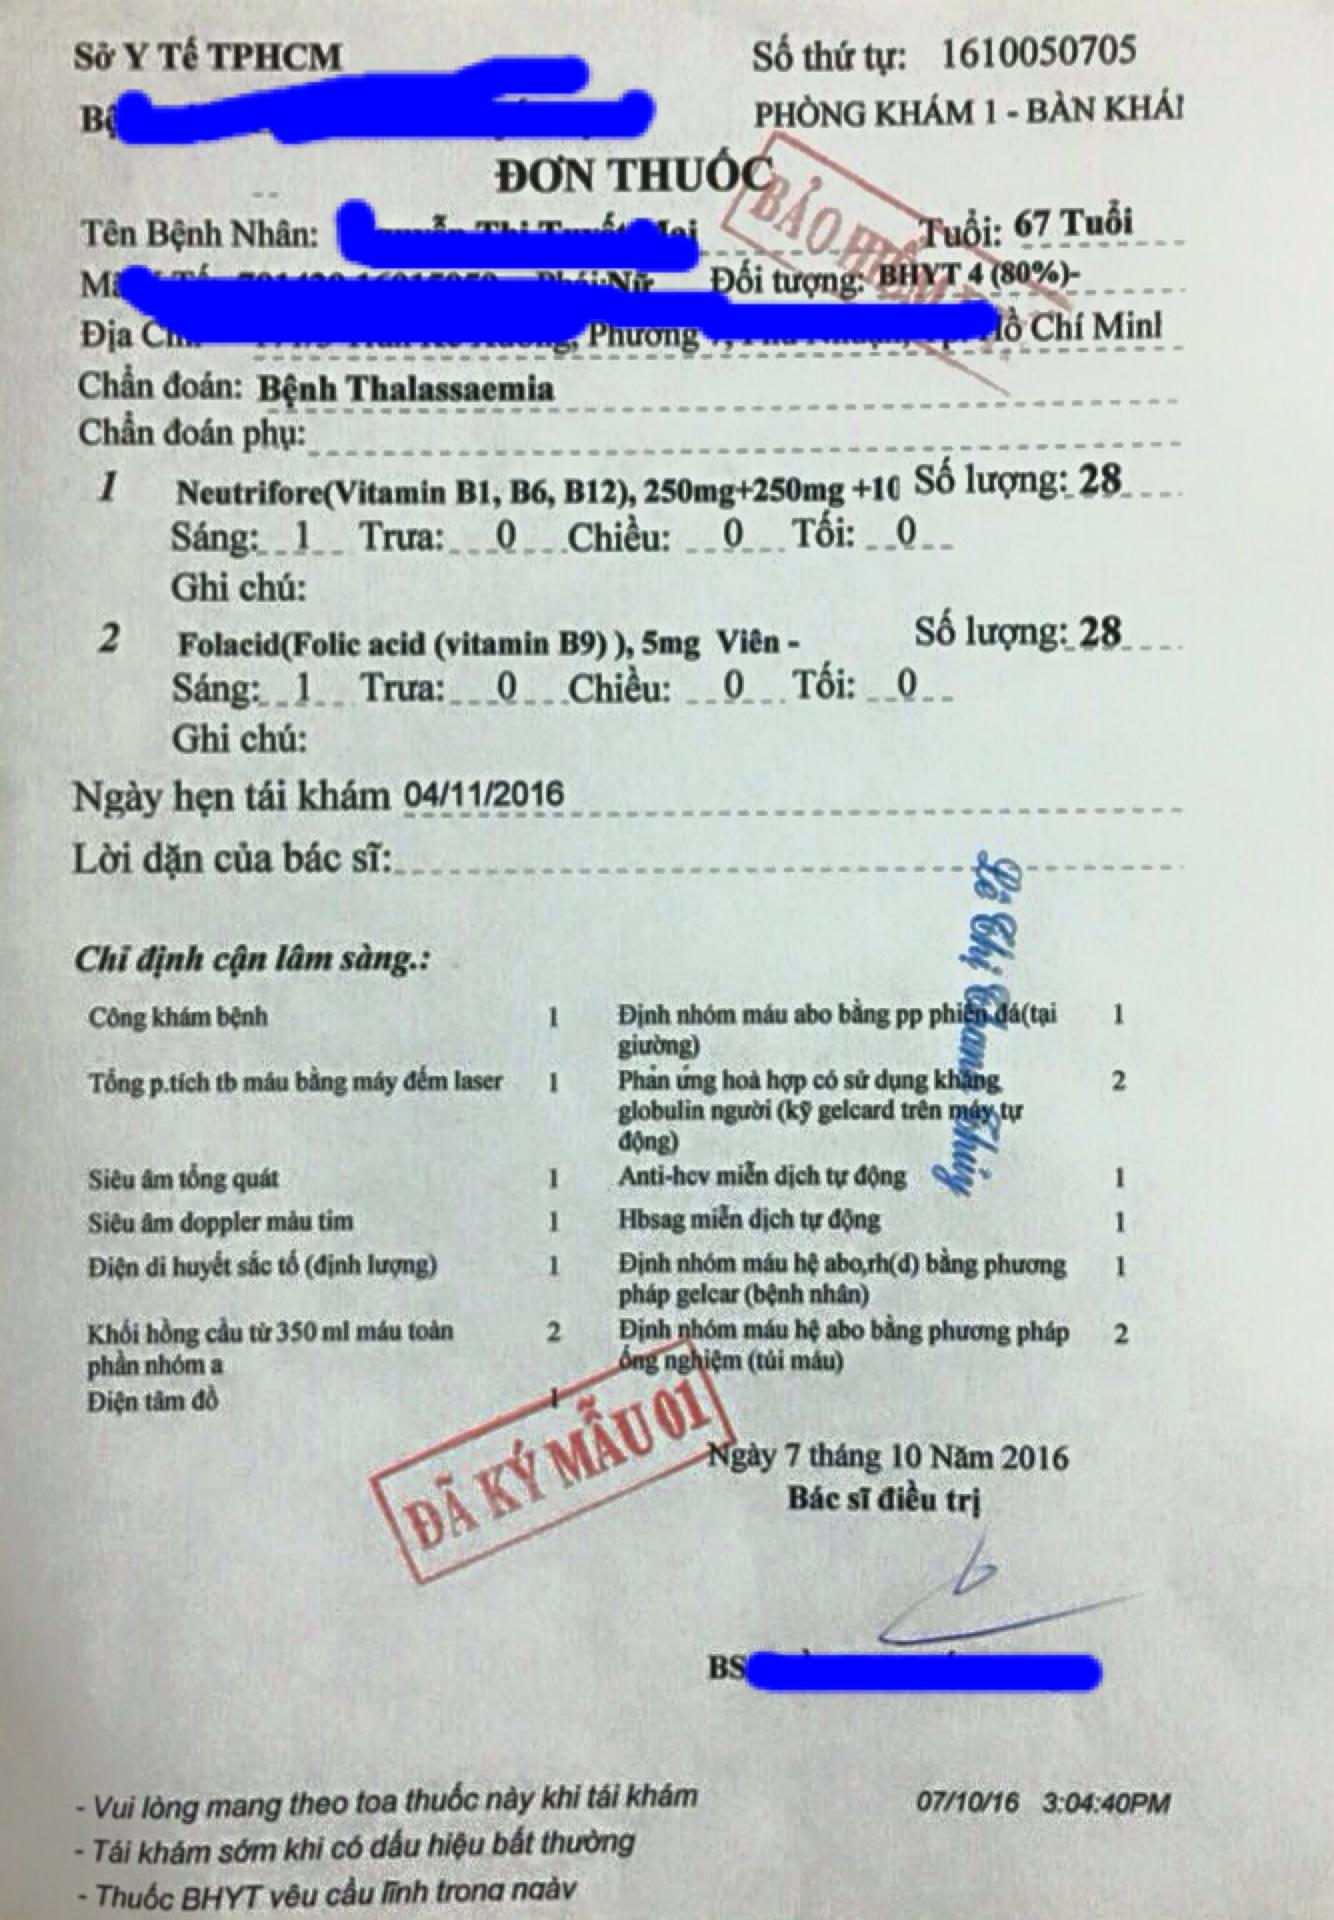 Sở Y Tế TPHCM
Số thứ tự: 1610050705
PHÒNG KHÁM 1 - BÀN KHÁI
ĐƠN THUỐC
BẢO HIỂM
Tên Bệnh Nhân:
Tuổi: 67 Tuổi
Nữ Đối tượng: BHYT 4 (80%)-
Địa Phường Hồ Chí Minl
Chẩn đoán: Bệnh Thalassaemia
Chẩn đoán phụ:
1 Neutrifore(Vitamin B1, B6, B12), 250mg+250mg +10 Số lượng: 28
Sáng: 1 Trưa: 0 Chiều: 0 Tối: 0
Ghi chú:
2 Folacid(Folic acid (vitamin B9) ), 5mg Viên - Số lượng: 28
Sáng: 1 Trưa: 0 Chiều: 0 Tối: 0
Ghi chú:
Ngày hẹn tái khám 04/11/2016
Lời dặn của bác sĩ:
Lê Thị Thanh Thủy
Chỉ định cận lâm sàng.:
Công khám bệnh 1
Tổng p.tích tb máu bằng máy đếm laser 1
Siêu âm tổng quát 1
Siêu âm doppler màu tim 1
Điện di huyết sắc tố (định lượng) 1
Khối hồng cầu từ 350 ml máu toàn 2
phần nhóm a
Điện tâm đồ 1
Định nhóm máu abo bằng pp phiến đá(tại 1
giường)
Phản ứng hoà hợp có sử dụng kháng 2
globulin người (kỹ gelcard trên máy tự
động)
Anti-hcv miễn dịch tự động 1
Hbsag miễn dịch tự động 1
Định nhóm máu hệ abo,rh(d) bằng phương 1
pháp gelcar (bệnh nhân)
Định nhóm máu hệ abo bằng phương pháp 2
ống nghiệm (túi máu)
ĐÃ KÝ MẪU 01
Ngày 7 tháng 10 Năm 2016
Bác sĩ điều trị
BS
- Vui lòng mang theo toa thuốc này khi tái khám
07/10/16 3:04:40PM
- Tái khám sớm khi có dấu hiệu bất thường
- Thuốc BHYT yêu cầu lĩnh trong ngày